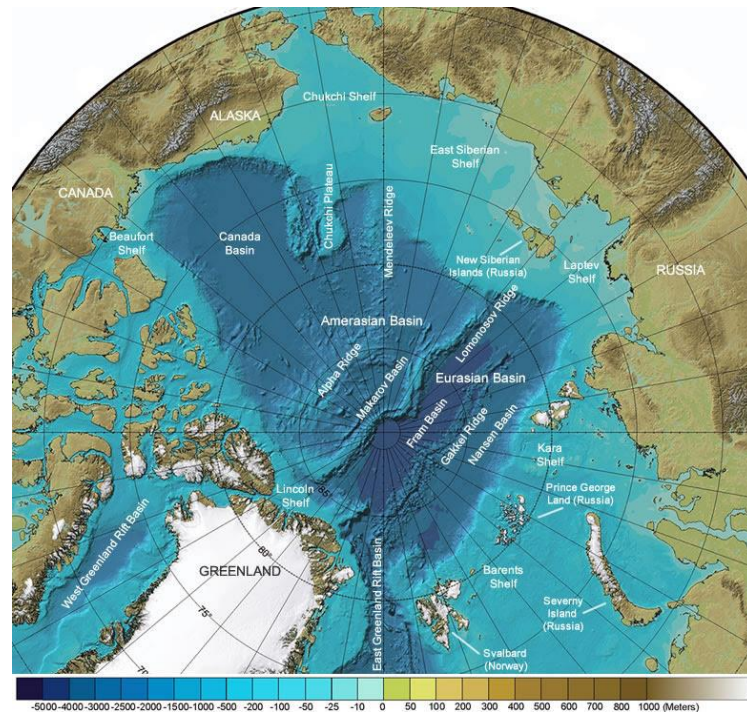 Chukchi Shelf
ALASKA
East Siberian
Shelf
CANADA
Chukchi Plateau
Mendeleev Ridge
Beaufort
Shelf
Canada
Basin
New Siberian
Islands (Russia)
Laptev
Shelf
RUSSIA
Amerasian Basin
Lomonosov Ridge
Alpha Ridge
Makarov Basin
Eurasian Basin
Fram Basin
Gakkel Ridge
Nansen Basin
Kara
Shelf
Lincoln
Shelf
85°
Prince George
Land (Russia)
West Greenland Rift Basin
80°
GREENLAND
East Greenland Rift Basin
Barents
Shelf
75°
Severny
Island
(Russia)
Svalbard
(Norway)
-5000 -4000 -3000 -2000 -1500 -1000 -500 -200 -100 -50 -25 -10 0 50 100 200 300 400 500 600 700 800 1000 (Meters)